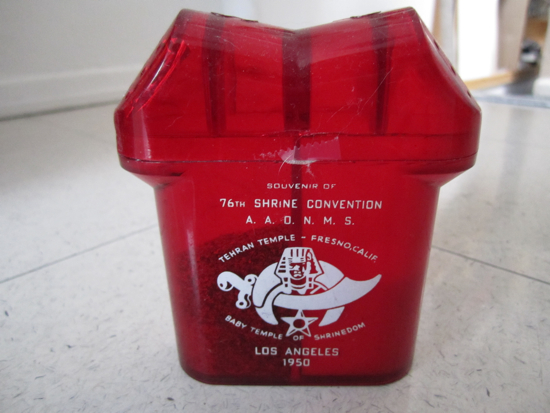 SOUVENIR OF
76TH SHRINE CONVENTION
A. A. O. N. M. S.
TEHRAN TEMPLE - FRESNO, CALIF.
BABY TEMPLE OF SHRINEDOM
LOS ANGELES
1950